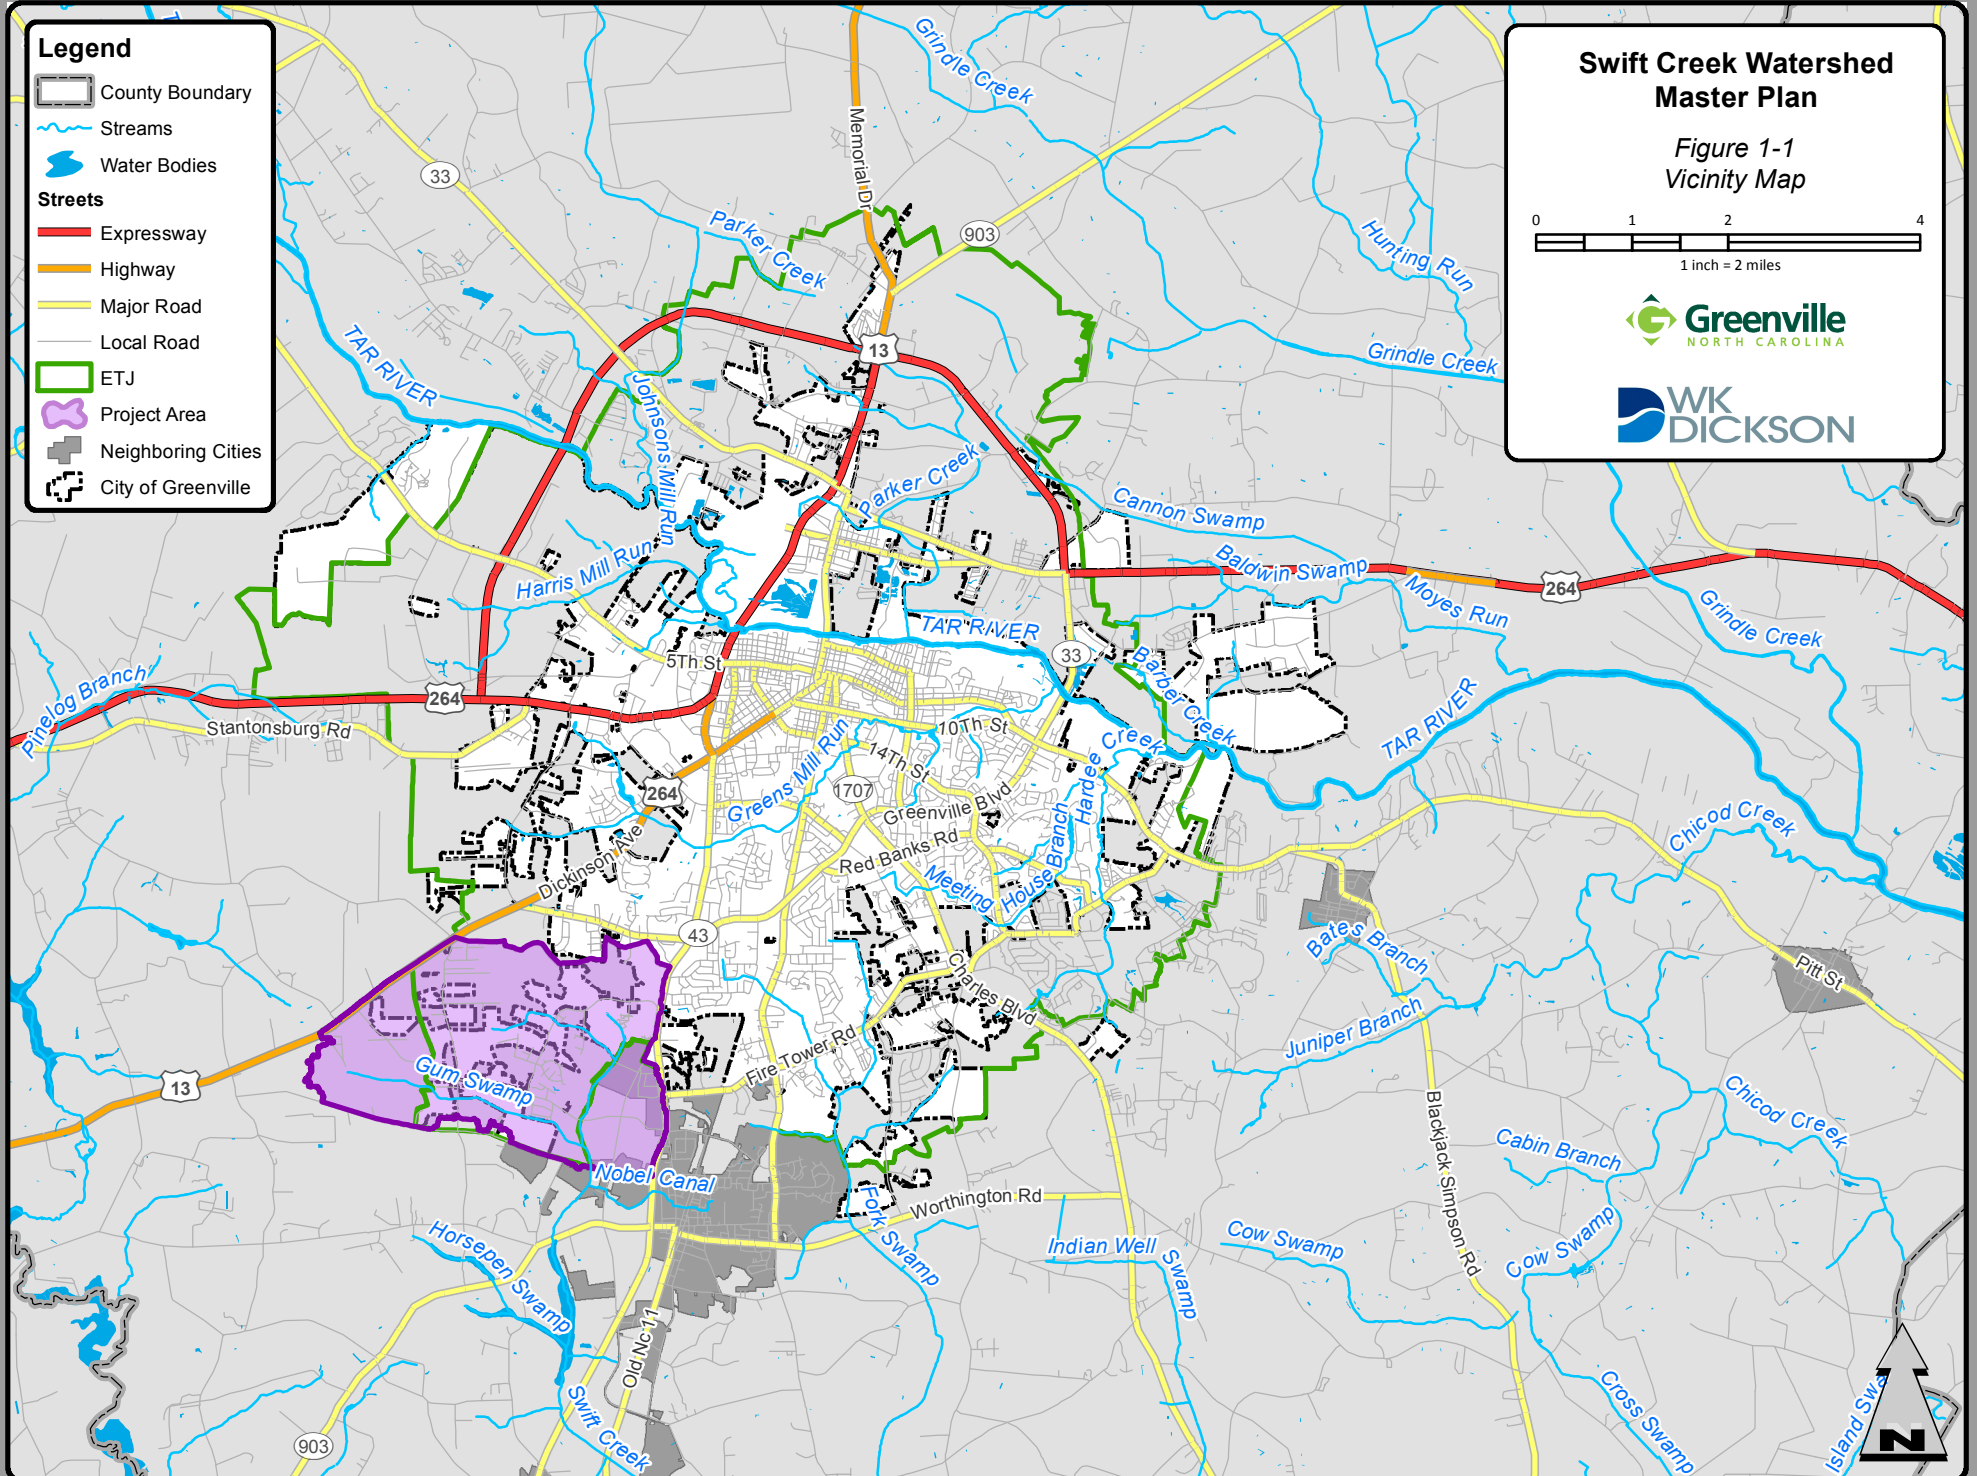 Legend
County Boundary
Streams
Water Bodies
Streets
Expressway
Highway
Major Road
Local Road
ETJ
Project Area
Neighboring Cities
City of Greenville
Swift Creek Watershed
Master Plan
Figure 1-1
Vicinity Map
0 1 2 4
1 inch = 2 miles
Greenville
NORTH CAROLINA
WK
DICKSON
Grindle Creek
Memorial Dr
33
Parker Creek
903
Hunting Run
TAR RIVER
13
Grindle Creek
Johnsons Mill Run
Parker Creek
Cannon Swamp
Harris Mill Run
Baldwin Swamp
264
Moyes Run
Grindle Creek
TAR RIVER
33
5Th St
Barber Creek
Pinelog Branch
264
Stantonsburg Rd
TAR RIVER
10Th St
14Th St
Hardee Creek
Greens Mill Run
264
1707
Greenville Blvd
Chicod Creek
Dickinson Ave
Red Banks Rd
Meeting House Branch
43
Bates Branch
Charles Blvd
Pitt St
Juniper Branch
Fire Tower Rd
Gum Swamp
13
Blackjack Simpson Rd
Chicod Creek
Cabin Branch
Nobel Canal
Worthington Rd
Fork Swamp
Horsepen Swamp
Indian Well Swamp
Cow Swamp
Cow Swamp
Old Nc 11
Swift Creek
Cross Swamp
903
N